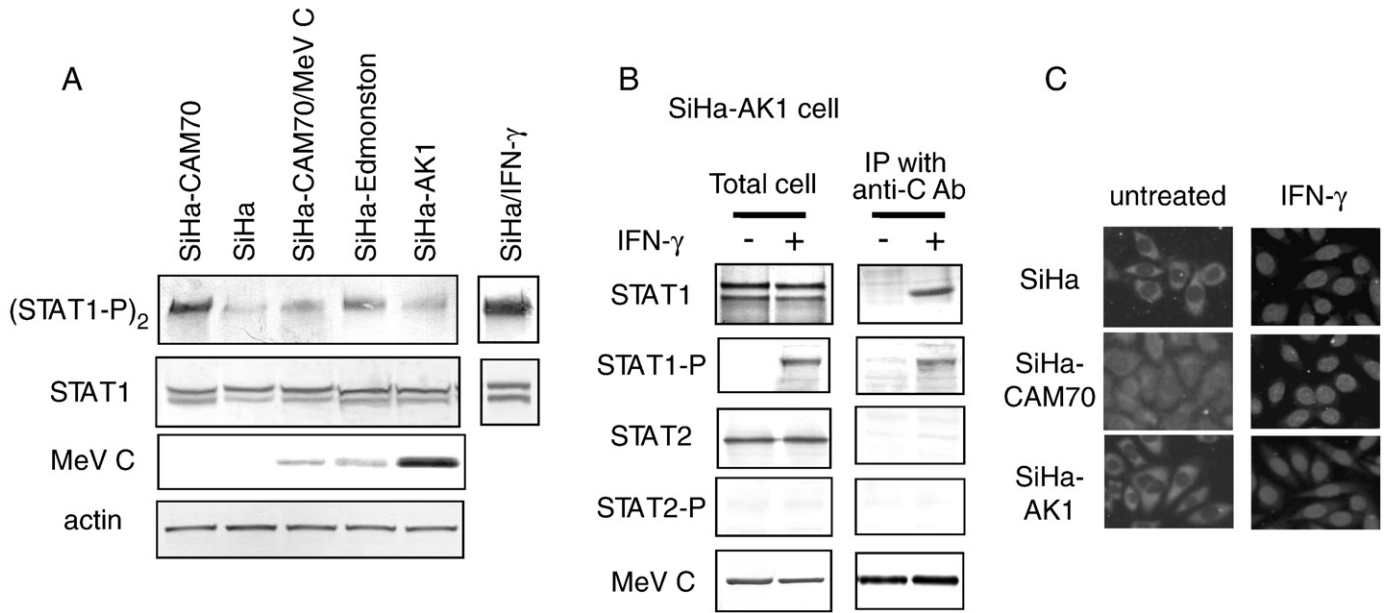 A
SiHa-CAM70
SiHa
SiHa-CAM70/MeV C
SiHa-Edmonston
SiHa-AK1
SiHa/IFN-γ
(STAT1-P)2
STAT1
MeV C
actin
B
SiHa-AK1 cell
Total cell
IP with
anti-C Ab
IFN-γ - + - +
STAT1
STAT1-P
STAT2
STAT2-P
MeV C
C
untreated IFN-γ
SiHa
SiHa-
CAM70
SiHa-
AK1